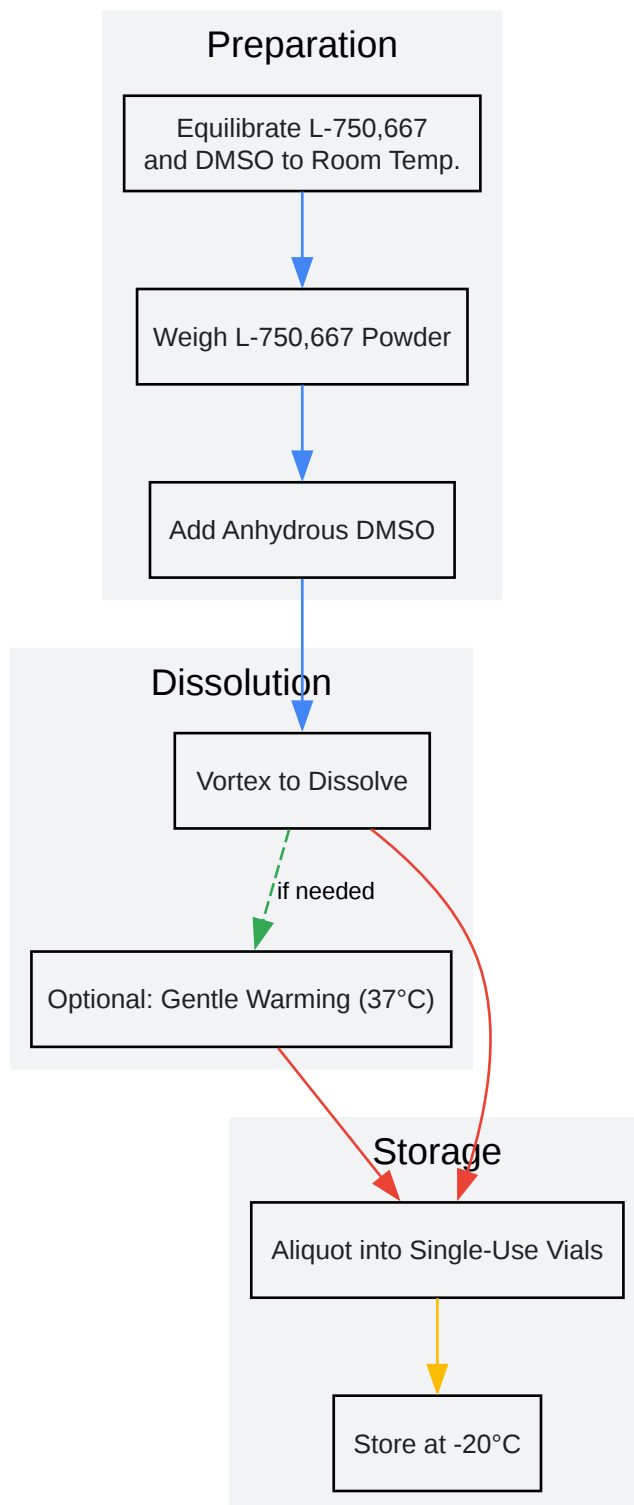 Preparation
Equilibrate L-750,667
and DMSO to Room Temp.
Weigh L-750,667 Powder
Add Anhydrous DMSO
Dissolution
Vortex to Dissolve
if needed
Optional: Gentle Warming (37°C)
Storage
Aliquot into Single-Use Vials
Store at -20°C